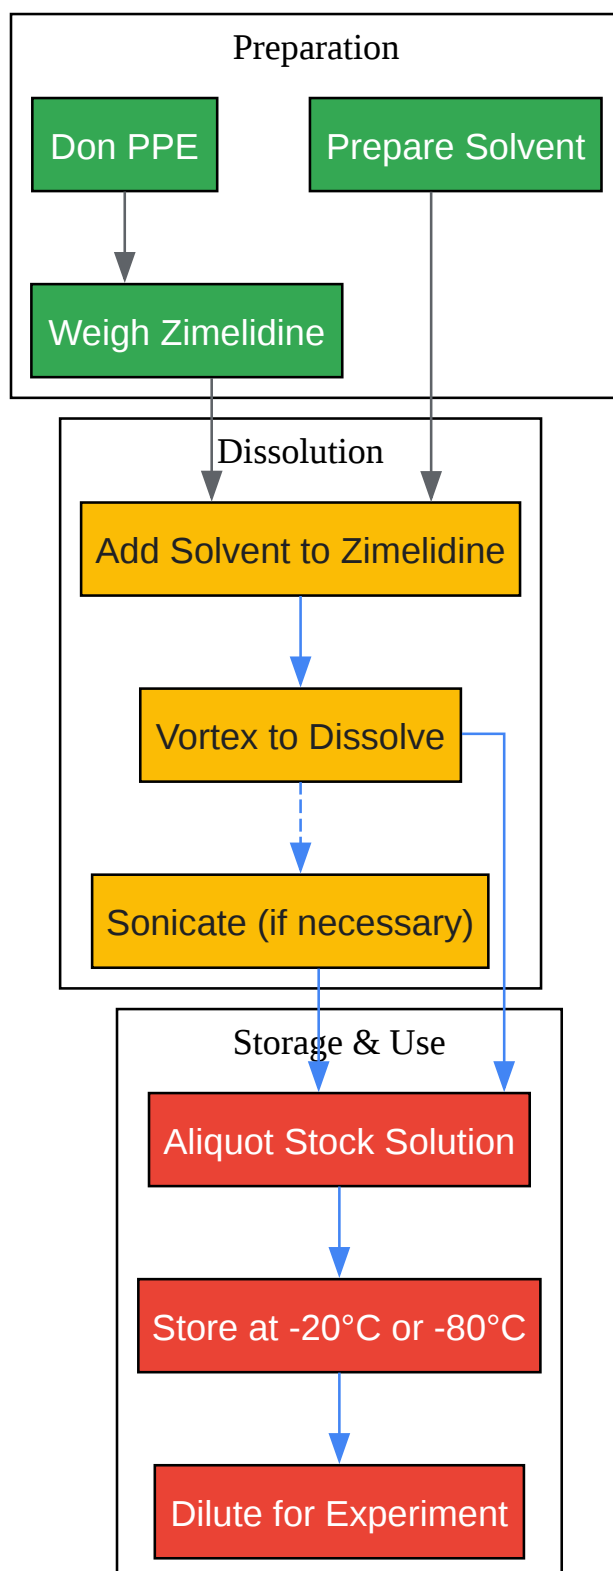 Preparation
Don PPE
Prepare Solvent
Weigh Zimelidine
Dissolution
Add Solvent to Zimelidine
Vortex to Dissolve
Sonicate (if necessary)
Storage & Use
Aliquot Stock Solution
Store at -20°C or -80°C
Dilute for Experiment